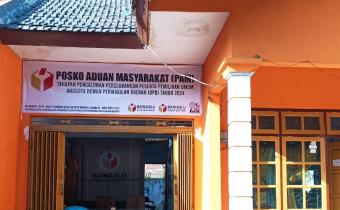 POSKO ADUAN MASYARAKAT (PAM)
TAHAPAN PENCALONAN PERSEORANGAN PESERTA PEMILIHAN UMUM
ANGGOTA DEWAN PERWAKILAN DAERAH (DPD) TAHUN 2024
BAWASLU BAWASLU
BAWASLU